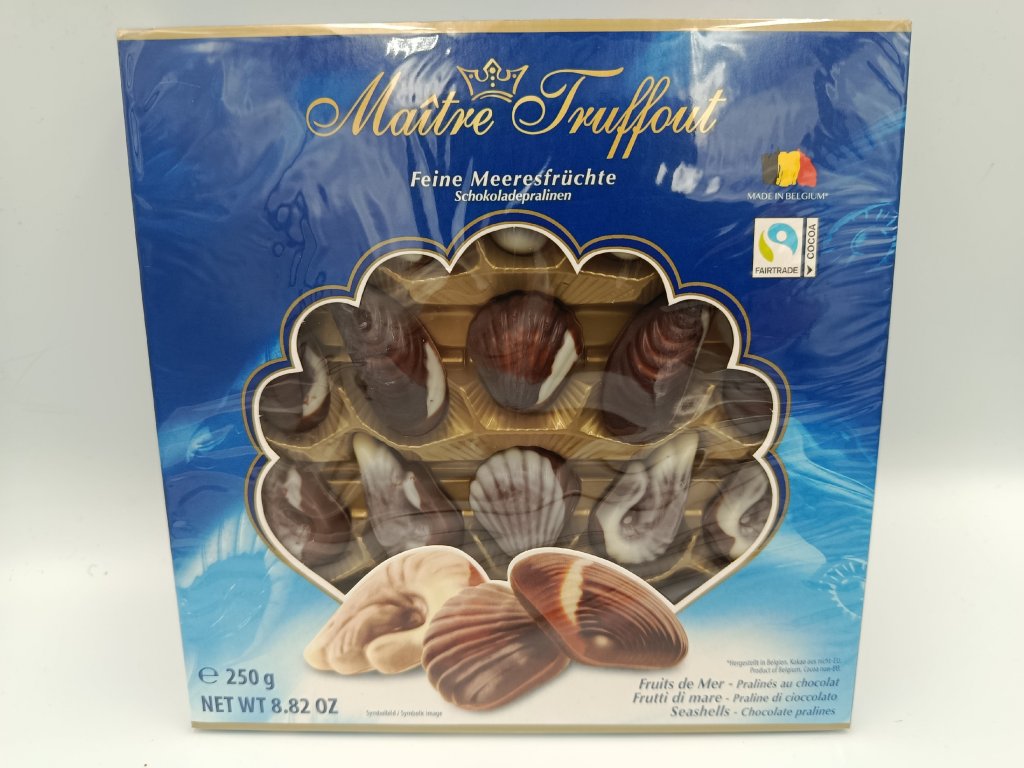 Maître Truffout
Feine Meeresfrüchte
Schokoladepralinen
MADE IN BELGIUM*
FAIRTRADE
COCOA
*Hergestellt in Belgien. Kakao aus nicht-EU.
Product of Belgium. Cocoa non-EU.
℮ 250 g
NET WT 8.82 OZ
Symbolbild / Symbolic image
Fruits de Mer - Pralinés au chocolat
Frutti di mare - Praline di cioccolato
Seashells - Chocolate pralines